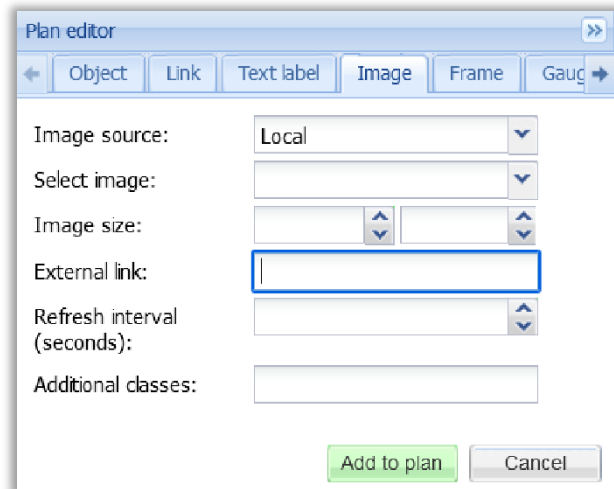 Plan editor
Object Link Text label Image Frame Gaug
Image source: Local
Select image:
Image size:
External link:
Refresh interval
(seconds):
Additional classes:
Add to plan Cancel